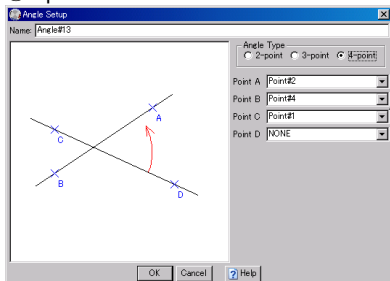 Angle Setup
Name: Angle#13
Angle Type
2-point 3-point 4-point
Point A Point#2
Point B Point#4
Point C Point#1
Point D NONE
A
C
B
D
OK Cancel ? Help